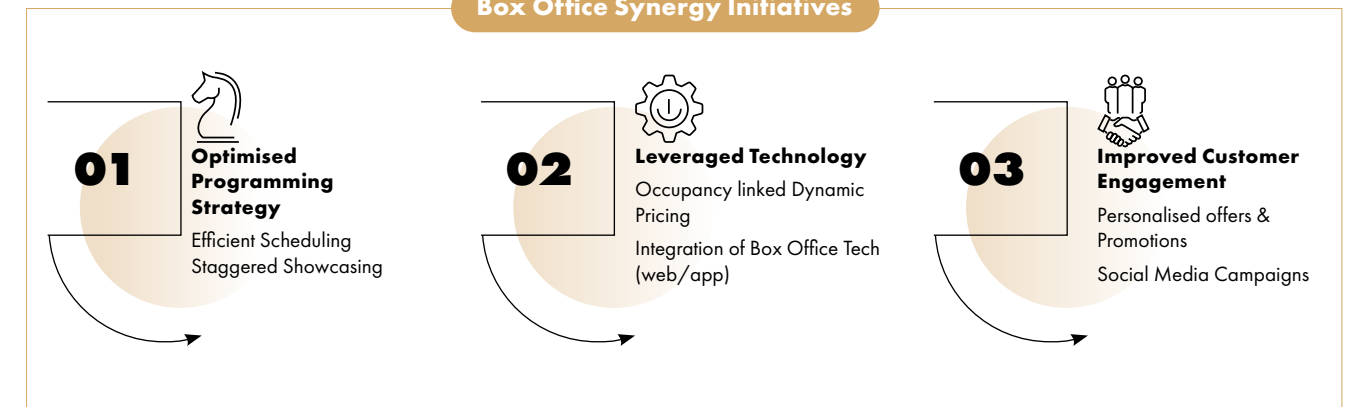 Box Office Synergy Initiatives
01
Optimised
Programming
Strategy
Efficient Scheduling
Staggered Showcasing
02
Leveraged Technology
Occupancy linked Dynamic
Pricing
Integration of Box Office Tech
(web/app)
03
Improved Customer
Engagement
Personalised offers &
Promotions
Social Media Campaigns